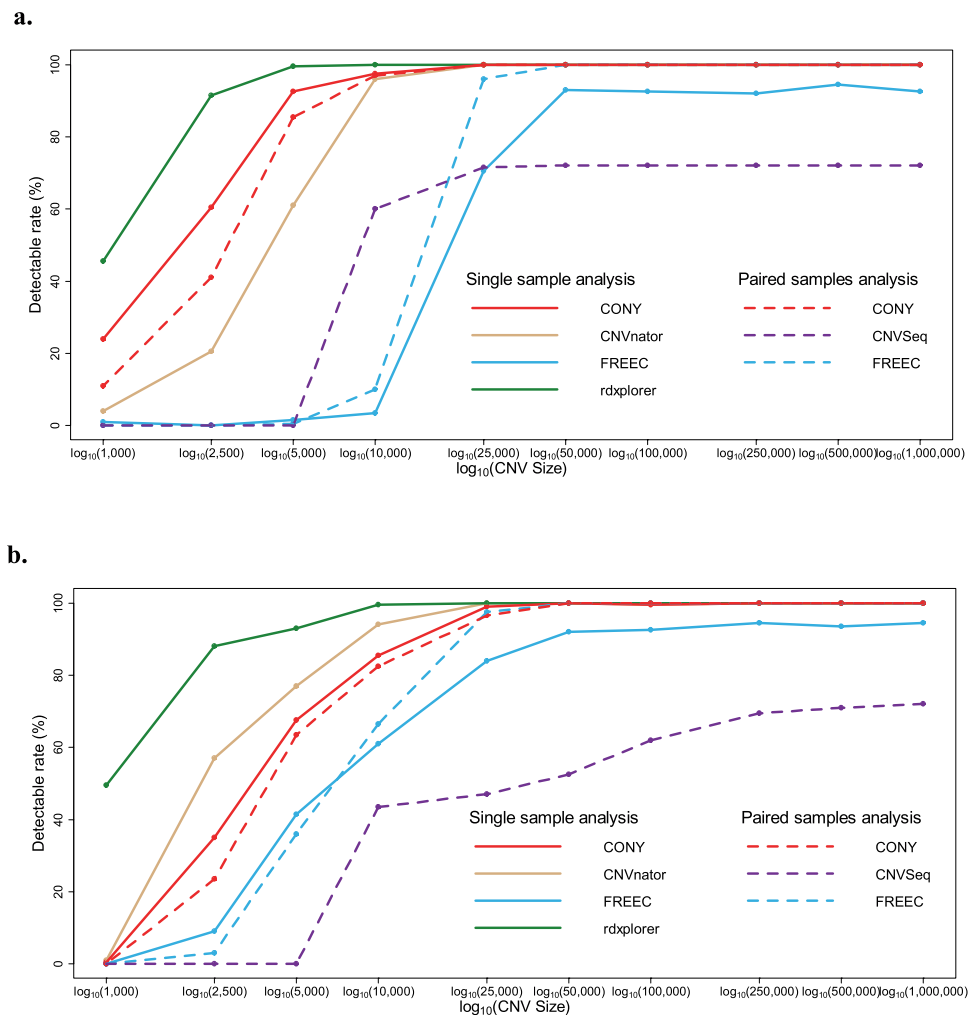 a.
100
80
60
40
20
0
Detectable rate (%)
Single sample analysis
Paired samples analysis
CONY
CONY
CNVnator
CNVSeq
FREEC
FREEC
rdxplorer
log10(1,000)
log10(2,500)
log10(5,000)
log10(10,000)
log10(25,000)
log10(50,000)
log10(100,000)
log10(250,000)
log10(500,000)
log10(1,000,000)
log10(CNV Size)
b.
100
80
60
40
20
0
Detectable rate (%)
Single sample analysis
Paired samples analysis
CONY
CONY
CNVnator
CNVSeq
FREEC
FREEC
rdxplorer
log10(1,000)
log10(2,500)
log10(5,000)
log10(10,000)
log10(25,000)
log10(50,000)
log10(100,000)
log10(250,000)
log10(500,000)
log10(1,000,000)
log10(CNV Size)